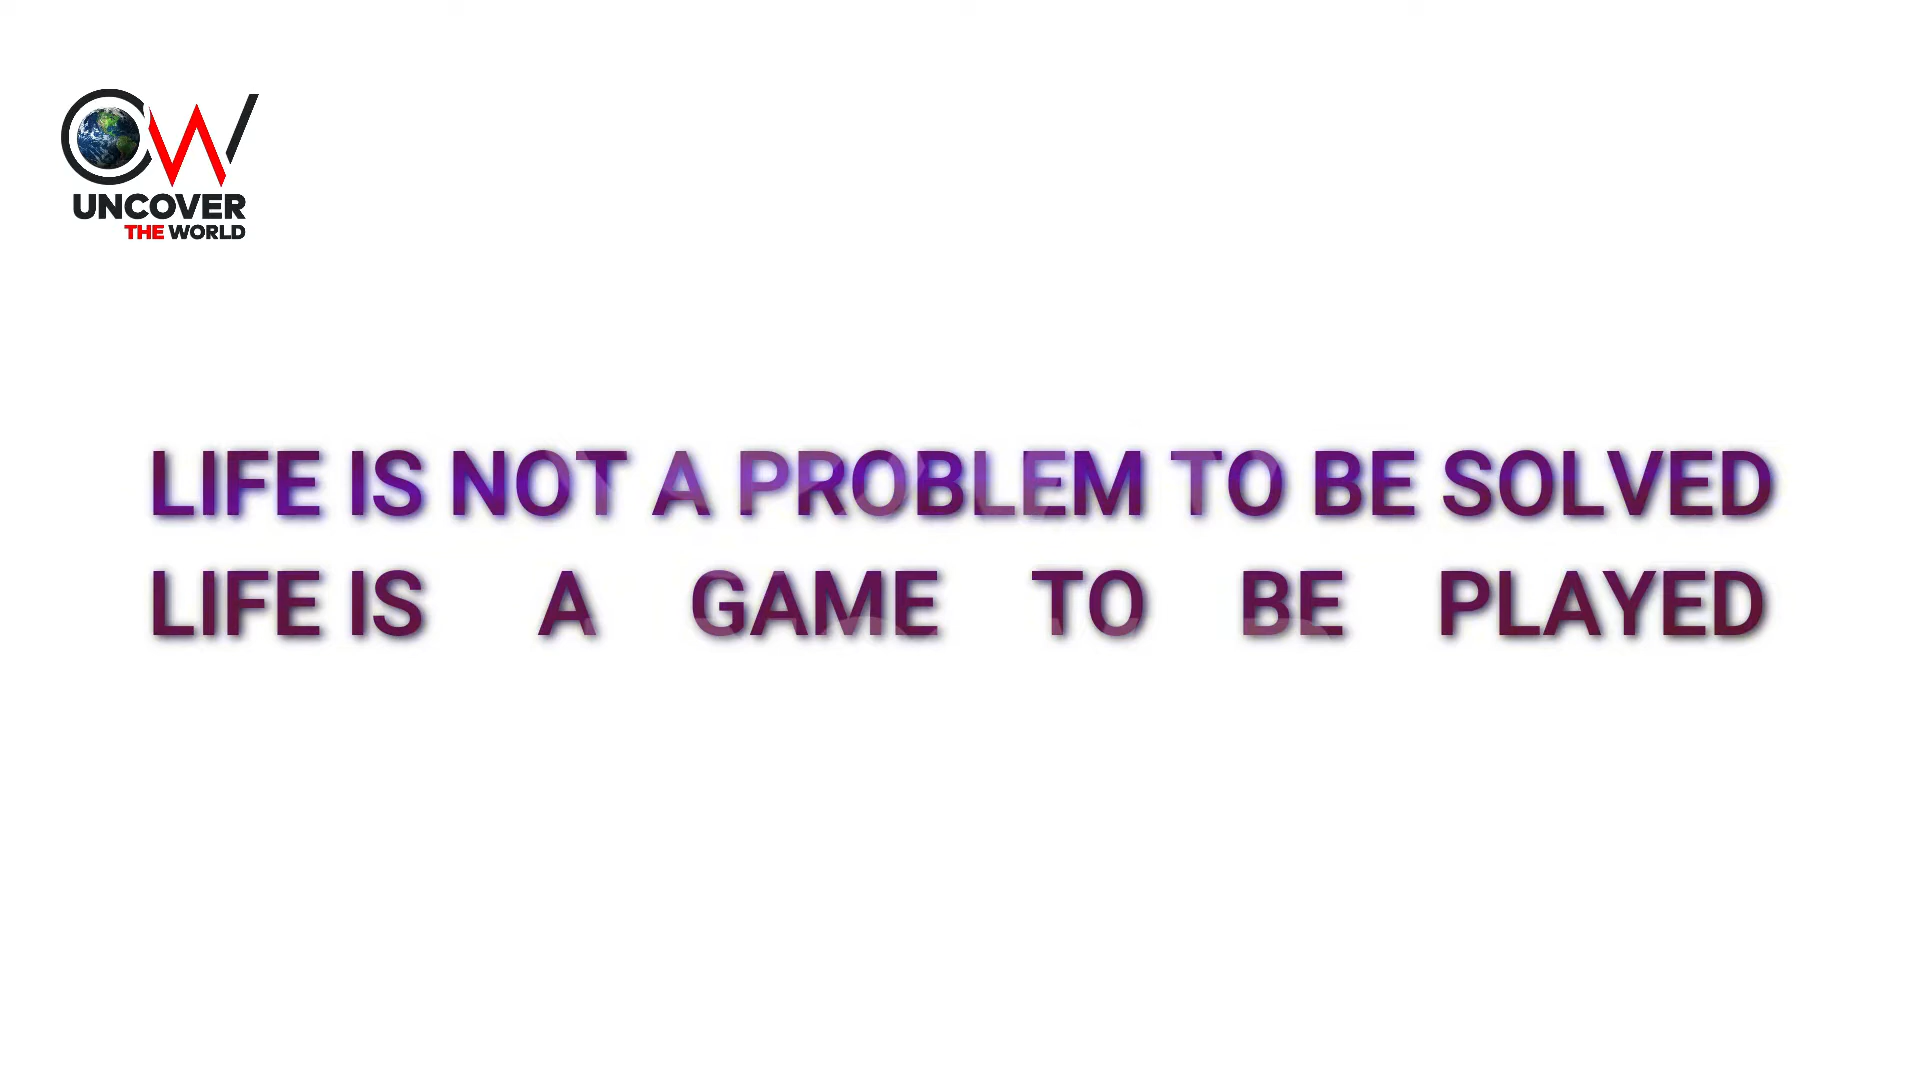 UNCOVER
THE WORLD
LIFE IS NOT A PROBLEM TO BE SOLVED
LIFE IS A GAME TO BE PLAYED